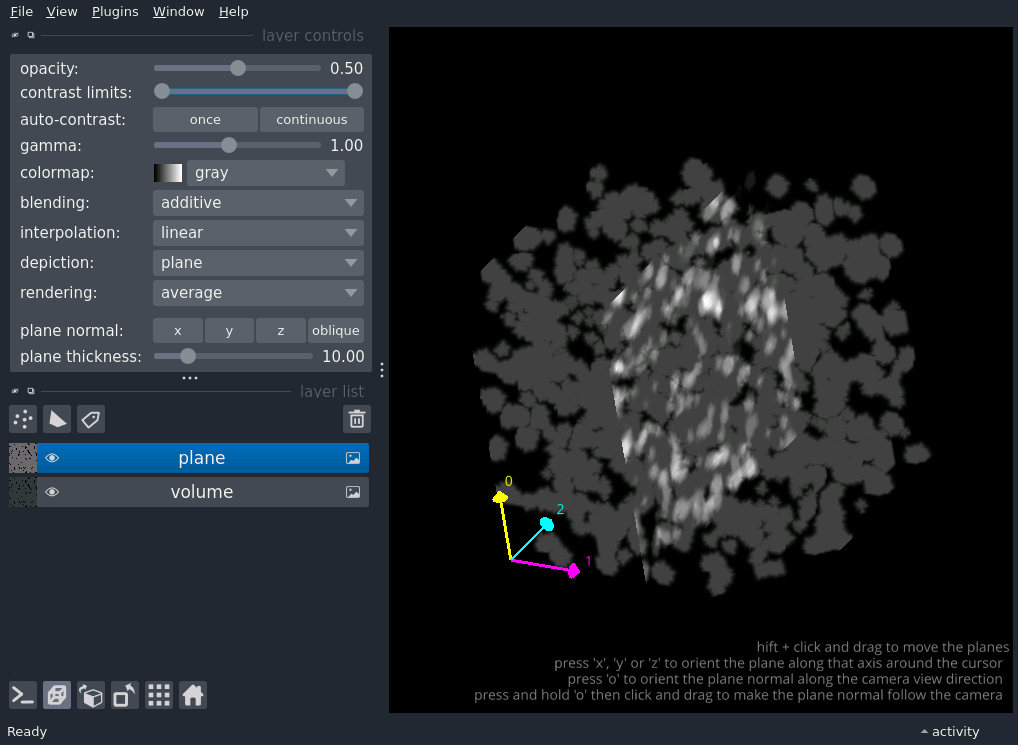 File View Plugins Window Help
layer controls
opacity: 0.50
contrast limits:
auto-contrast: once continuous
gamma: 1.00
colormap: gray
blending: additive
interpolation: linear
depiction: plane
rendering: average
plane normal: x y z oblique
plane thickness: 10.00
layer list
plane
volume
0
2
1
hift + click and drag to move the planes
press 'x', 'y' or 'z' to orient the plane along that axis around the cursor
press 'o' to orient the plane normal along the camera view direction
press and hold 'o' then click and drag to make the plane normal follow the camera
Ready activity